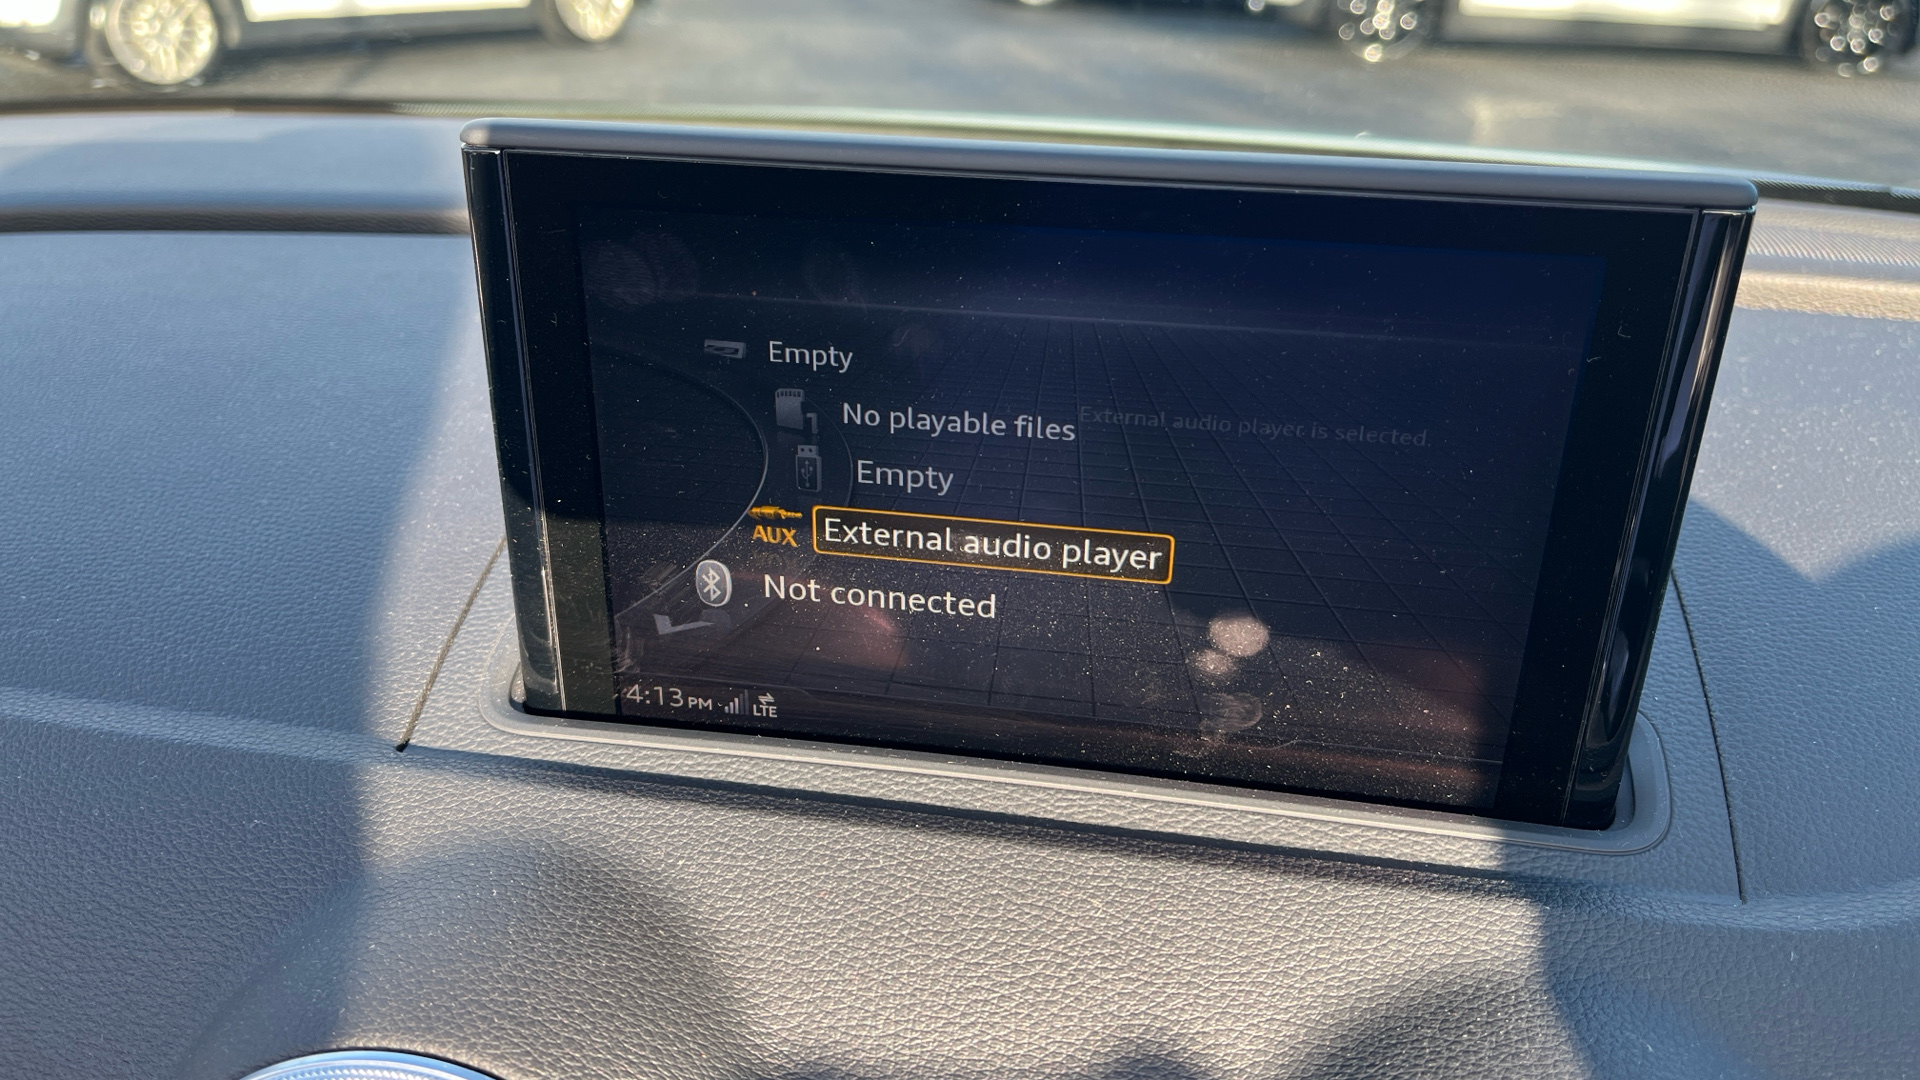 Empty
1
No playable files
External audio player is selected.
Empty
AUX
External audio player
Not connected
4:13 PM
LTE